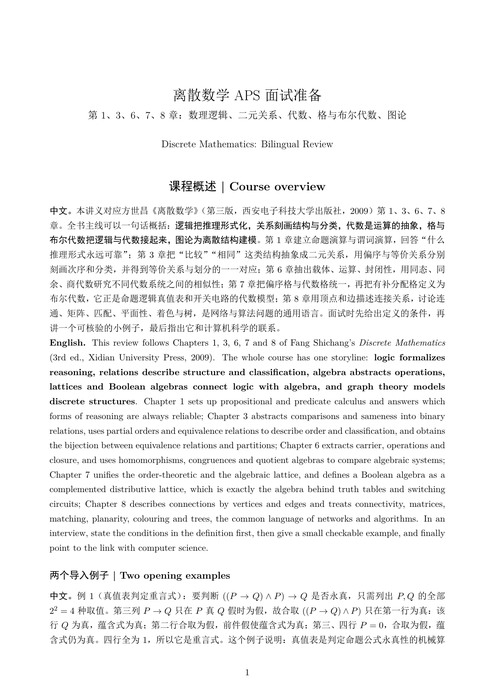 离散数学 APS 面试准备
第 1、3、6、7、8 章：数理逻辑、二元关系、代数、格与布尔代数、图论
Discrete Mathematics: Bilingual Review
课程概述 | Course overview
中文。本讲义对应方世昌《离散数学》（第三版，西安电子科技大学出版社，2009）第 1、3、6、7、8
章。全书主线可以一句话概括：逻辑把推理形式化，关系刻画结构与分类，代数是运算的抽象，格与
布尔代数把逻辑与代数接起来，图论为离散结构建模。第 1 章建立命题演算与谓词演算，回答“什么
推理形式永远可靠”；第 3 章把“比较”“相同”这类结构抽象成二元关系，用偏序与等价关系分别
刻画次序和分类，并得到等价关系与划分的一一对应；第 6 章抽出载体、运算、封闭性，用同态、同
余、商代数研究不同代数系统之间的相似性；第 7 章把偏序格与代数格统一，再把有补分配格定义为
布尔代数，它正是命题逻辑真值表和开关电路的代数模型；第 8 章用顶点和边描述连接关系，讨论连
通、矩阵、匹配、平面性、着色与树，是网络与算法问题的通用语言。面试时先给出定义的条件，再
讲一个可核验的小例子，最后指出它和计算机科学的联系。
English. This review follows Chapters 1, 3, 6, 7 and 8 of Fang Shichang’s Discrete Mathematics
(3rd ed., Xidian University Press, 2009). The whole course has one storyline: logic formalizes
reasoning, relations describe structure and classification, algebra abstracts operations,
lattices and Boolean algebras connect logic with algebra, and graph theory models
discrete structures. Chapter 1 sets up propositional and predicate calculus and answers which
forms of reasoning are always reliable; Chapter 3 abstracts comparisons and sameness into binary
relations, uses partial orders and equivalence relations to describe order and classification, and obtains
the bijection between equivalence relations and partitions; Chapter 6 extracts carrier, operations and
closure, and uses homomorphisms, congruences and quotient algebras to compare algebraic systems;
Chapter 7 unifies the order-theoretic and the algebraic lattice, and defines a Boolean algebra as a
complemented distributive lattice, which is exactly the algebra behind truth tables and switching
circuits; Chapter 8 describes connections by vertices and edges and treats connectivity, matrices,
matching, planarity, colouring and trees, the common language of networks and algorithms. In an
interview, state the conditions in the definition first, then give a small checkable example, and finally
point to the link with computer science.
两个导入例子 | Two opening examples
中文。例 1（真值表判定重言式）：要判断 ((P → Q) ∧ P) → Q 是否永真，只需列出 P, Q 的全部
2² = 4 种取值。第三列 P → Q 只在 P 真 Q 假时为假，故合取 ((P → Q) ∧ P) 只在第一行为真；该
行 Q 为真，蕴含式为真；第二行合取为假，前件假使蕴含式为真；第三、四行 P = 0，合取为假，蕴
含式仍为真。四行全为 1，所以它是重言式。这个例子说明：真值表是判定命题公式永真性的机械算
1